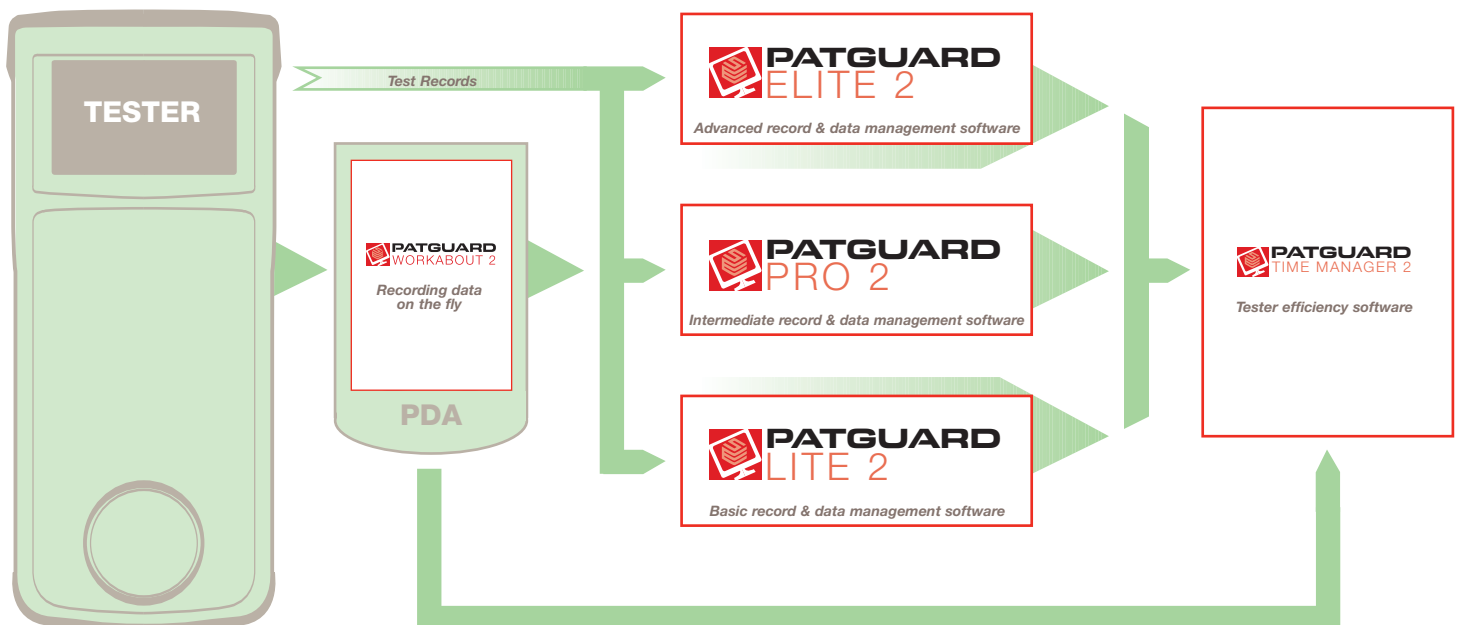 TESTER
Test Records
PATGUARD
WORKABOUT 2
Recording data
on the fly
PDA
PATGUARD
ELITE 2
Advanced record & data management software
PATGUARD
PRO 2
Intermediate record & data management software
PATGUARD
LITE 2
Basic record & data management software
PATGUARD
TIME MANAGER 2
Tester efficiency software